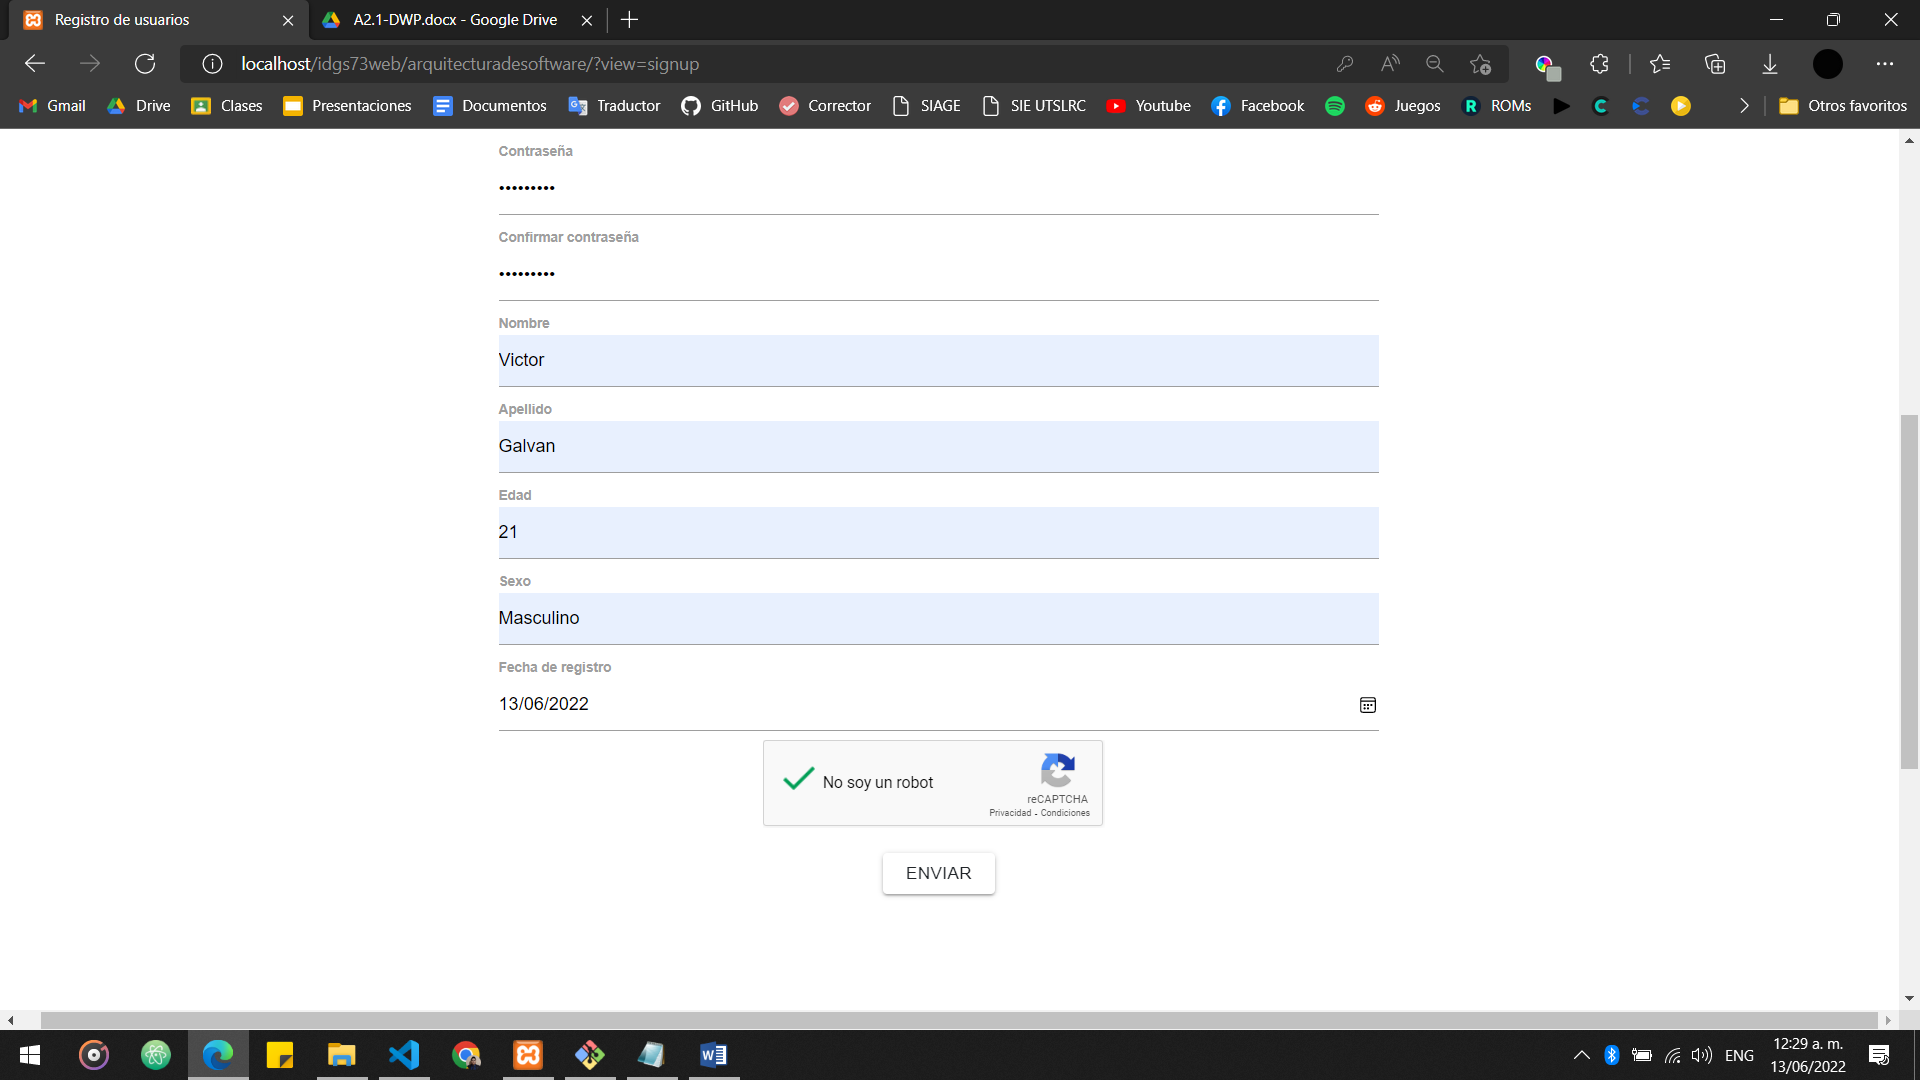 Registro de usuarios
A2.1-DWP.docx - Google Drive
localhost/idgs73web/arquitecturadesoftware/?view=signup
Gmail
Drive
Clases
Presentaciones
Documentos
Traductor
GitHub
Corrector
SIAGE
SIE UTSLRC
Youtube
Facebook
Juegos
ROMs
Otros favoritos
Contraseña
•••••••••
Confirmar contraseña
•••••••••
Nombre
Victor
Apellido
Galvan
Edad
21
Sexo
Masculino
Fecha de registro
13/06/2022
No soy un robot
reCAPTCHA
Privacidad - Condiciones
ENVIAR
ENG
12:29 a. m.
13/06/2022